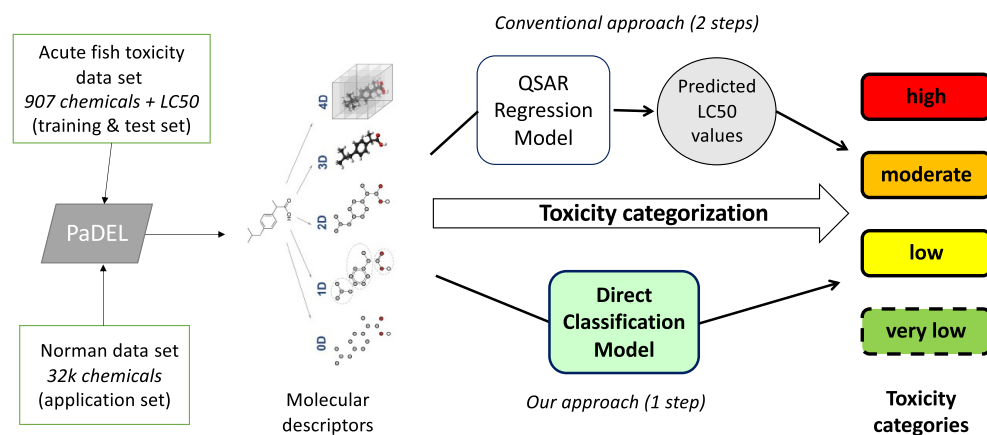 Conventional approach (2 steps)
Acute fish toxicity
data set
907 chemicals + LC50
(training & test set)
PaDEL
Norman data set
32k chemicals
(application set)
4D
3D
2D
1D
0D
OH
O
Molecular
descriptors
QSAR
Regression
Model
Predicted
LC50
values
Toxicity categorization
Direct
Classification
Model
Our approach (1 step)
high
moderate
low
very low
Toxicity
categories